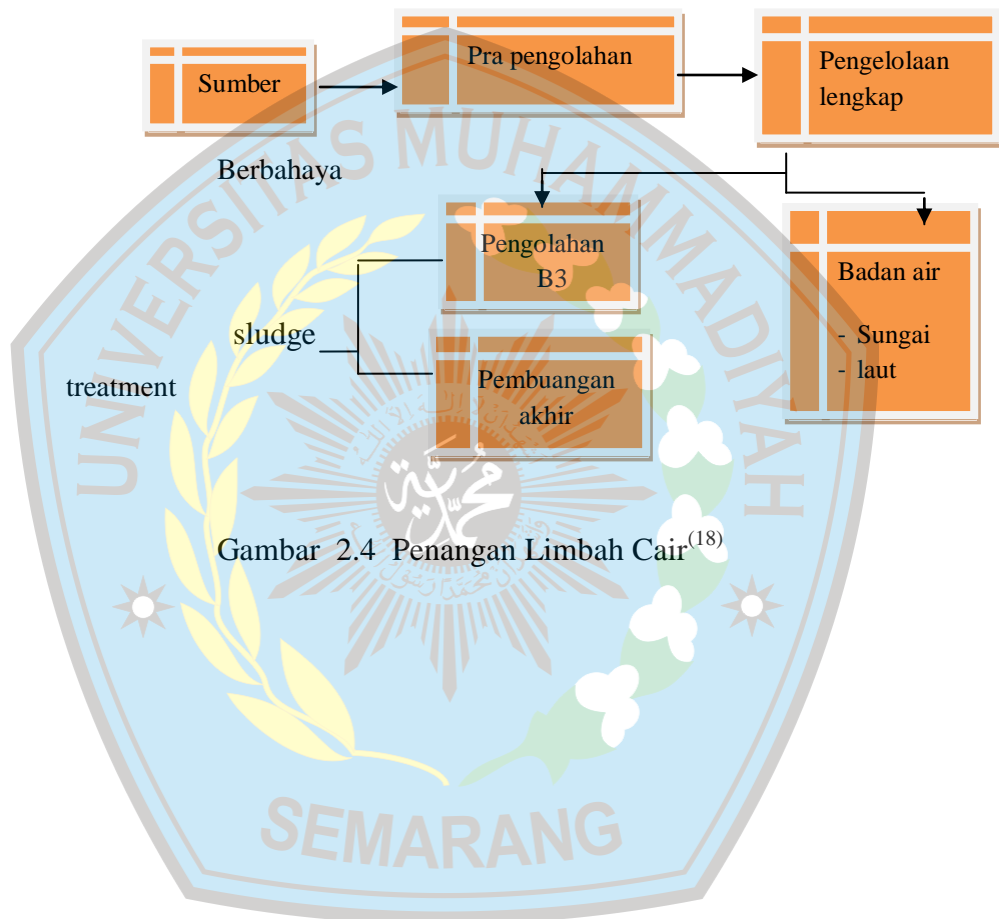 Sumber
Pra pengolahan
Pengelolaan
lengkap
Berbahaya
Pengolahan
B3
Badan air
- Sungai
- laut
sludge
treatment
Pembuangan
akhir
Gambar 2.4 Penangan Limbah Cair(18)
UNIVERSITAS MUHAMMADIYAH
SEMARANG